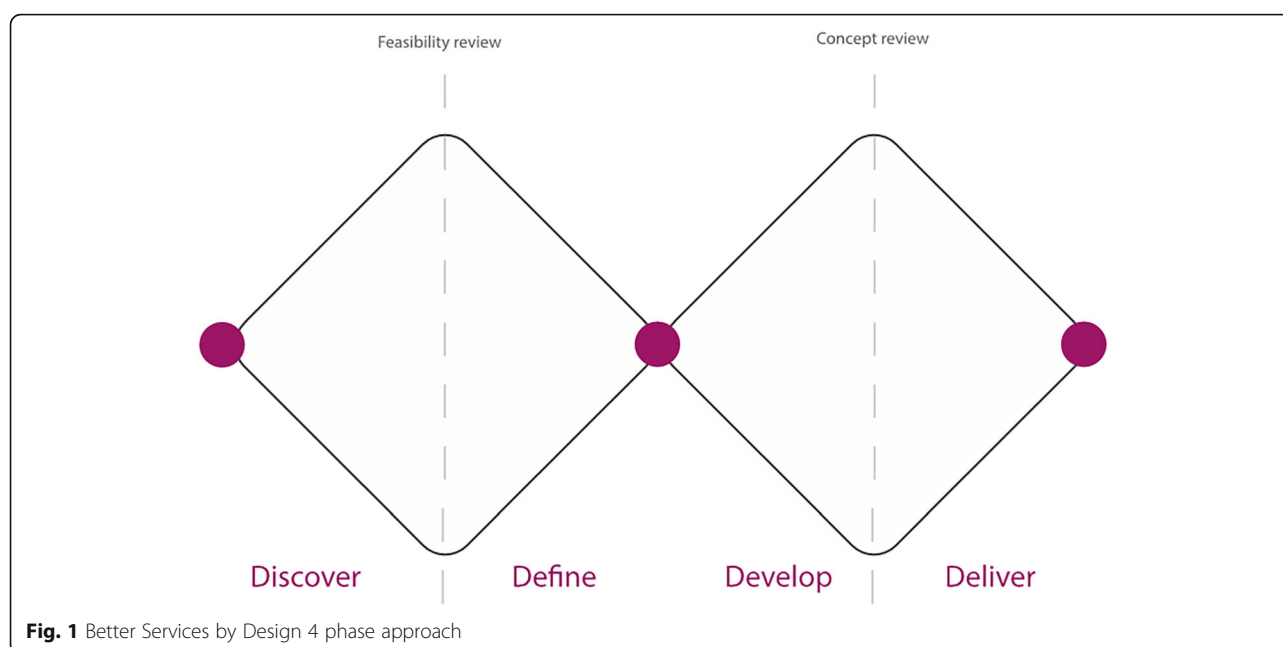 Feasibility review
Concept review
Discover
Define
Develop
Deliver
Fig. 1 Better Services by Design 4 phase approach